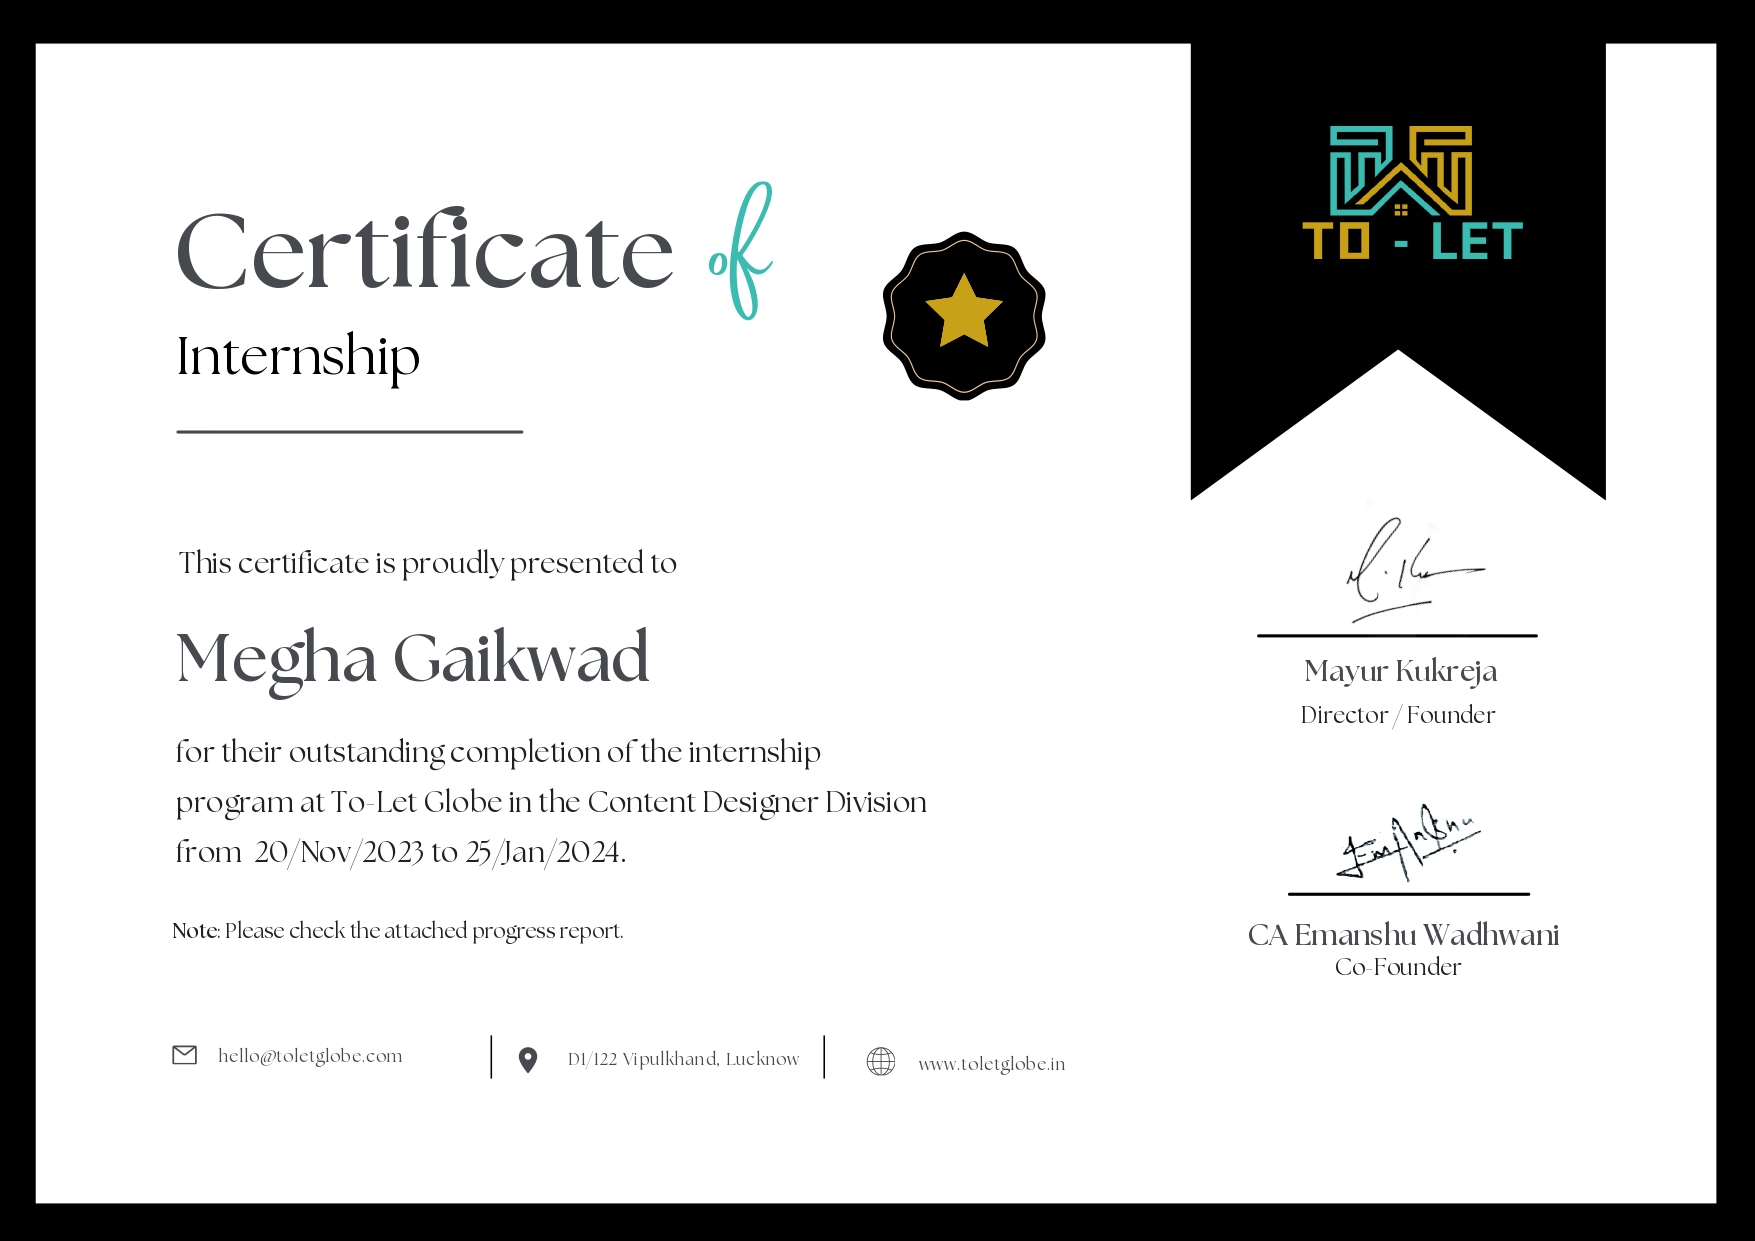 TO - LET
Certificate of
Internship
This certificate is proudly presented to
Megha Gaikwad
for their outstanding completion of the internship
program at To-Let Globe in the Content Designer Division
from 20/Nov/2023 to 25/Jan/2024.
Note: Please check the attached progress report.
Mayur Kukreja
Director / Founder
CA Emanshu Wadhwani
Co-Founder
hello@toletglobe.com
D1/122 Vipulkhand, Lucknow
www.toletglobe.in